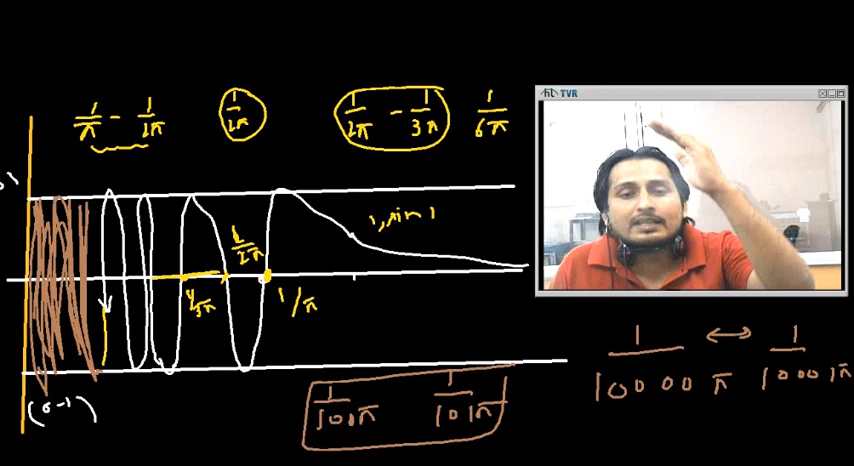 1/π - 1/2π
1/2π
1/2π - 1/3π
1/6π
TVR
1, sin 1
1/2π
1/3π
1/π
(0-1)
1/100π 1/101π
1/10000π ↔ 1/10001π